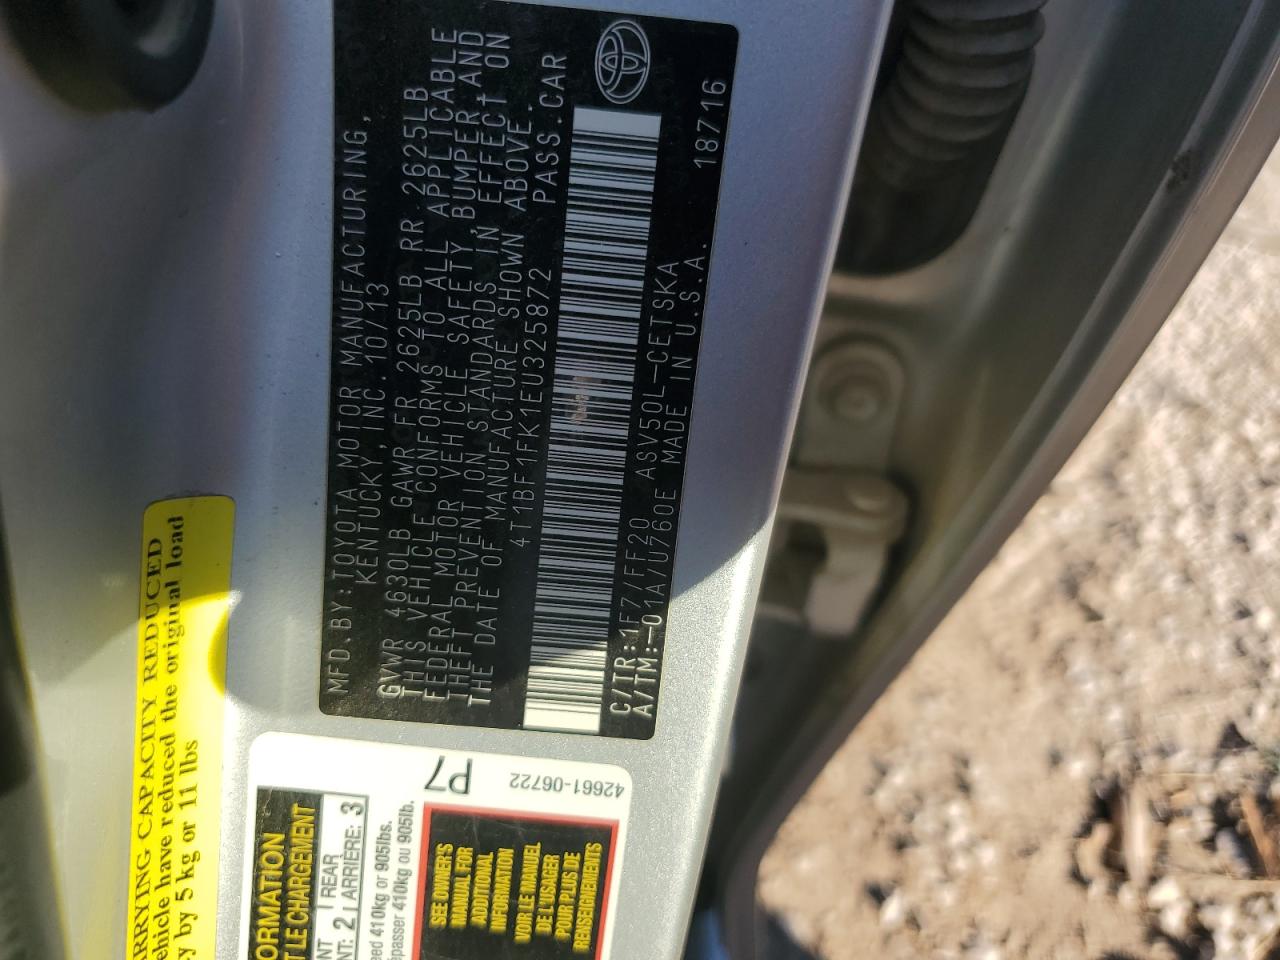 MFD.BY:TOYOTA MOTOR MANUFACTURING,
KENTUCKY, INC. 10/13
GVWR 4630LB GAWR FR 2625LB RR 2625LB
THIS VEHICLE CONFORMS TO ALL APPLICABLE
FEDERAL MOTOR VEHICLE SAFETY,BUMPER,AND
THEFT PREVENTION STANDARDS IN EFFECT ON
THE DATE OF MANUFACTURE SHOWN ABOVE.
4T1BF1FK1EU325872 PASS.CAR
C/TR:1F7/FF20 ASV50L-CETSKA
A/TM:-01A/U760E MADE IN U.S.A. 18716
ARRYING CAPACITY REDUCED
ehicle have reduced the original load
y by 5 kg or 11 lbs
P7
42661-06722
ORMATION
T LE CHARGEMENT
NT 2 REAR 3
NT: ARRIÈRE:
eed 410kg or 905lbs.
épasser 410kg ou 905lb.
SEE OWNER'S
MANUAL FOR
ADDITIONAL
INFORMATION
VOIR LE MANUEL
DE L'USAGER
POUR PLUS DE
RENSEIGNEMENTS